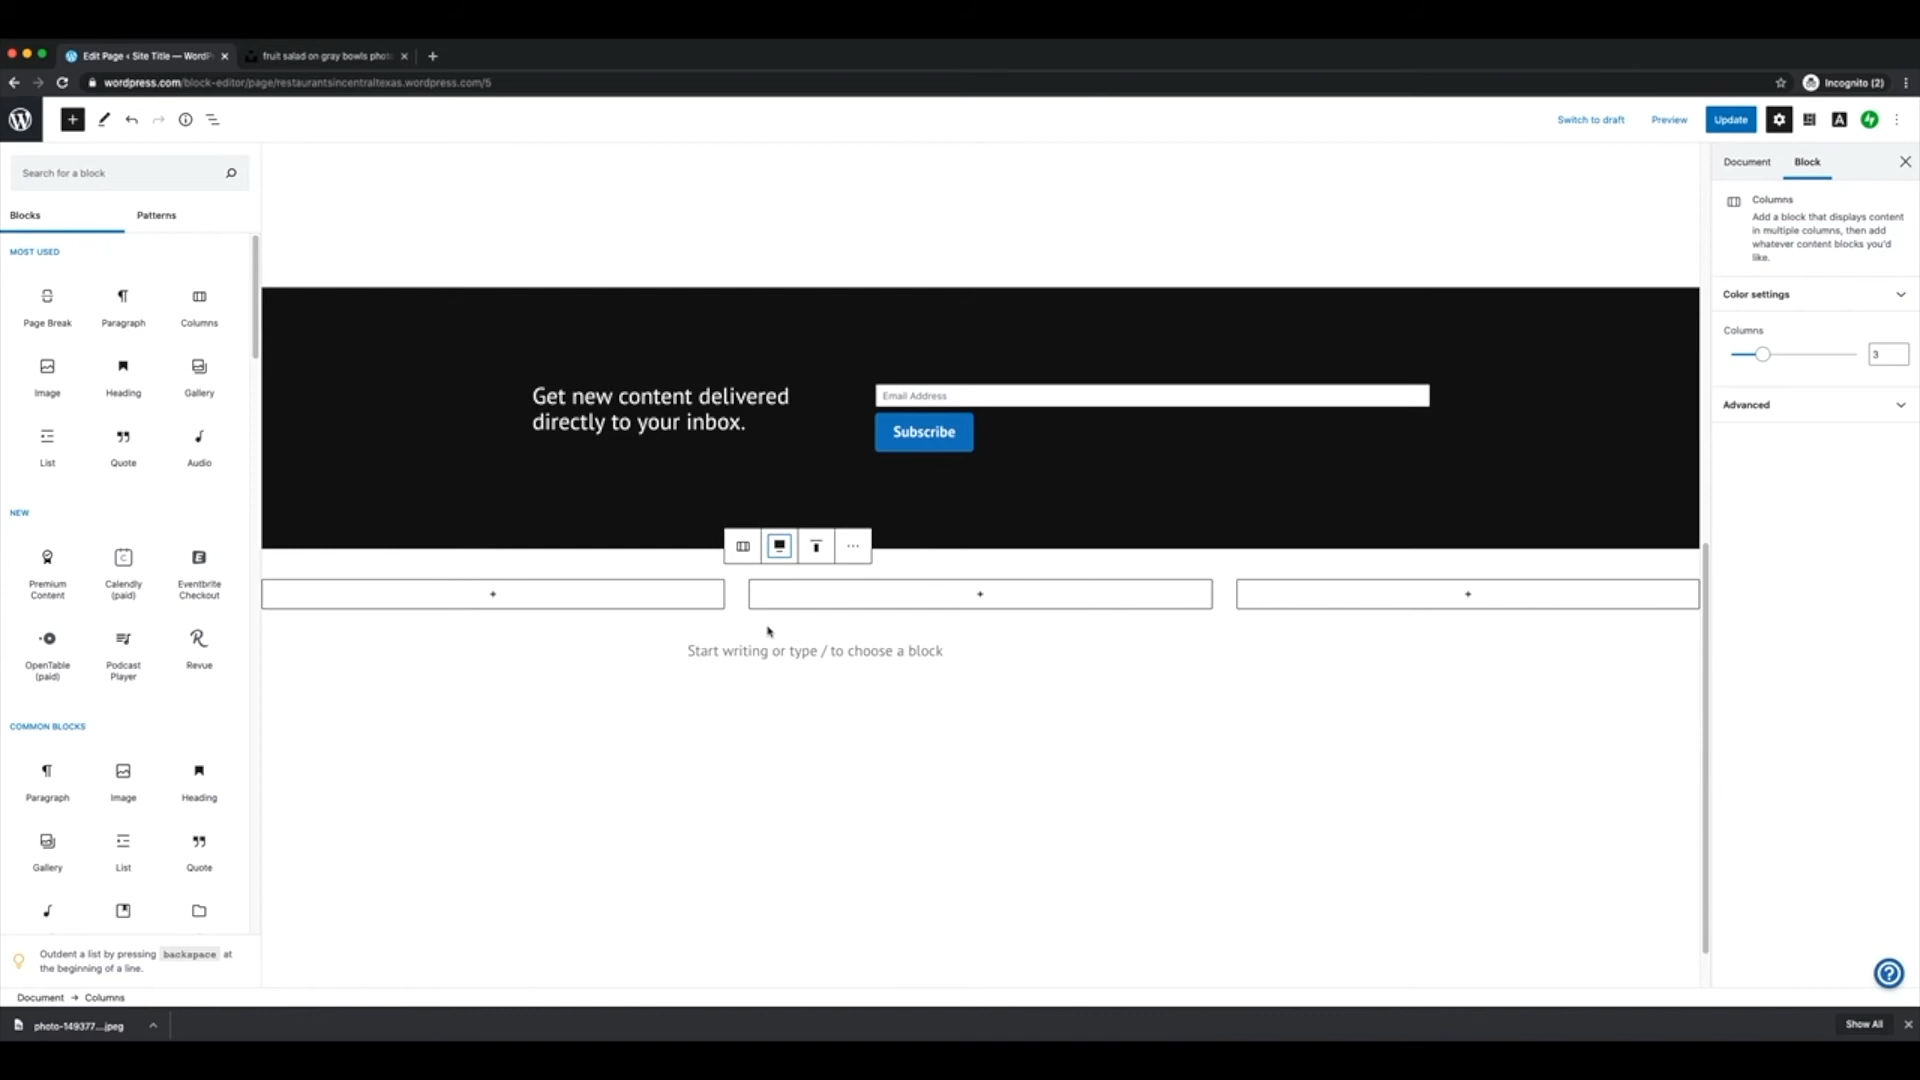 Edit Page ‹ Site Title — WordP
fruit salad on gray bowls phot
wordpress.com/block-editor/page/restaurantsincentraltexas.wordpress.com/5
Incognito (2)
Switch to draft
Preview
Update
Search for a block
Blocks
Patterns
MOST USED
Page Break
Paragraph
Columns
Image
Heading
Gallery
List
Quote
Audio
NEW
Premium
Content
Calendly
(paid)
Eventbrite
Checkout
OpenTable
(paid)
Podcast
Player
Revue
COMMON BLOCKS
Paragraph
Image
Heading
Gallery
List
Quote
Outdent a list by pressing backspace at
the beginning of a line.
Get new content delivered
directly to your inbox.
Email Address
Subscribe
Start writing or type / to choose a block
Document
Block
Columns
Add a block that displays content
in multiple columns, then add
whatever content blocks you'd
like.
Color settings
Columns
3
Advanced
Document → Columns
photo-149377....jpeg
Show All